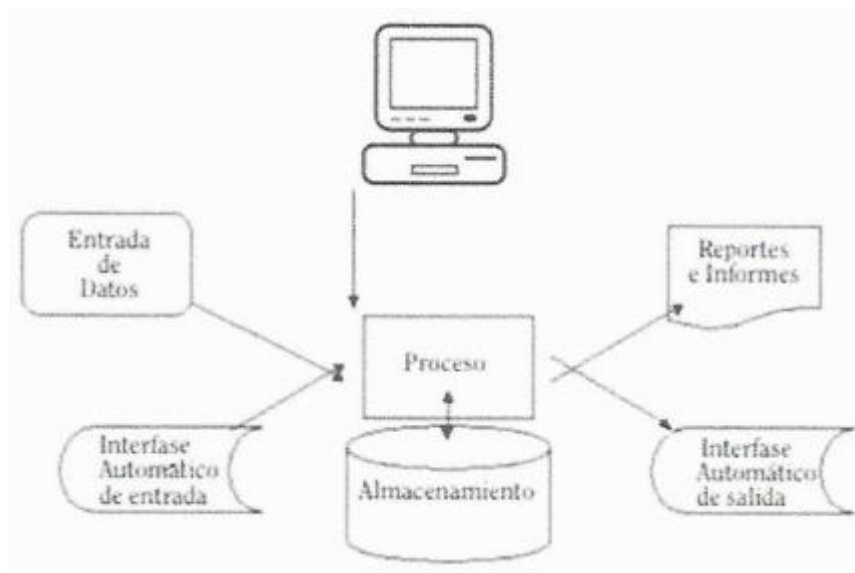 Entrada
de
Datos
Reportes
e Informes
Proceso
Interfase
Automático
de entrada
Almacenamiento
Interfase
Automático
de salida